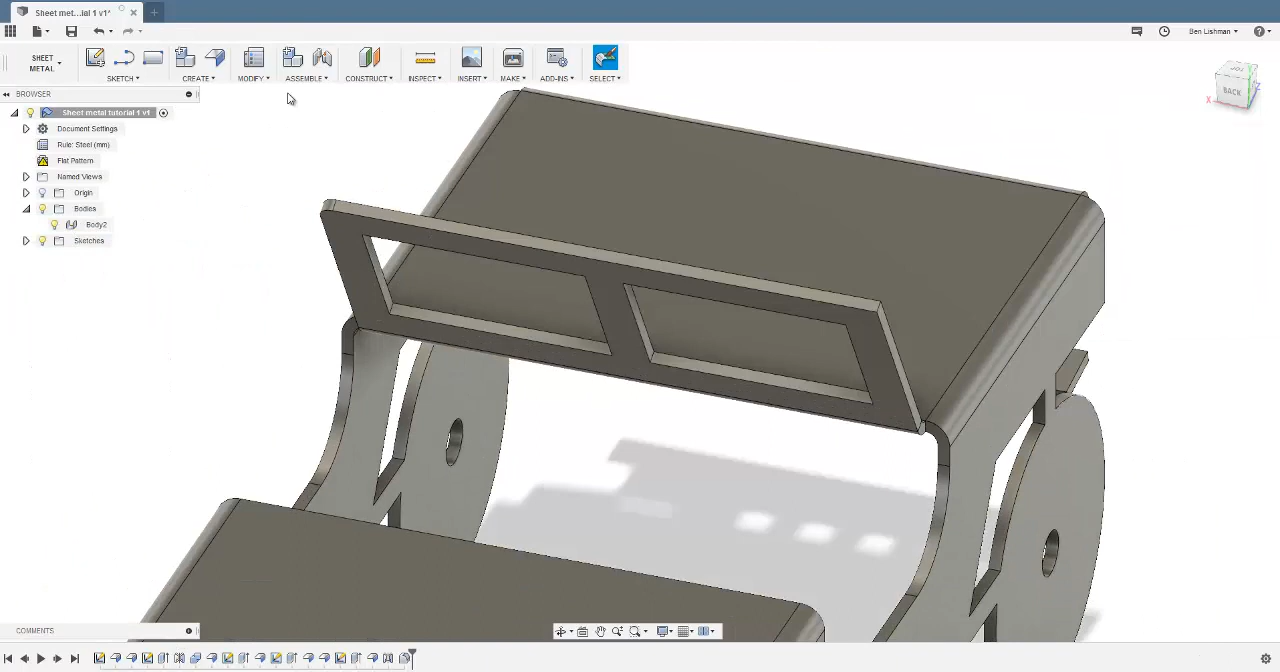 Sheet met...ial 1 v1*
Ben Lishman
SHEET METAL
SKETCH
CREATE
MODIFY
ASSEMBLE
CONSTRUCT
INSPECT
INSERT
MAKE
ADD-INS
SELECT
BROWSER
Sheet metal tutorial 1 v1
Document Settings
Rule: Steel (mm)
Flat Pattern
Named Views
Origin
Bodies
Body2
Sketches
TOP
BACK
X
COMMENTS